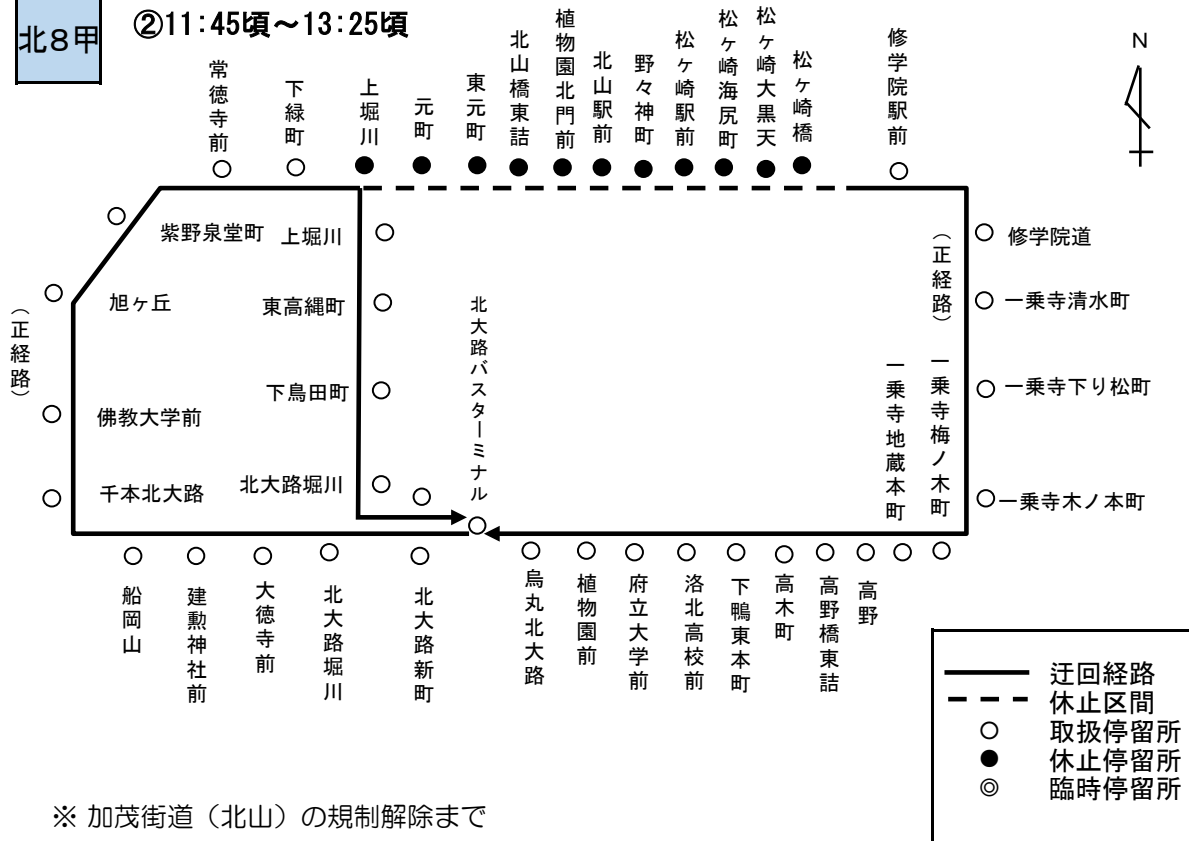 北8甲
②11:45頃～13:25頃
N
常徳寺前
下緑町
上堀川
元町
東元町
北山橋東詰
植物園北門前
北山駅前
野々神町
松ヶ崎駅前
松ヶ崎海尻町
松ヶ崎大黒天
松ヶ崎橋
修学院駅前
紫野泉堂町
上堀川
修学院道
旭ヶ丘
東高縄町
（正経路）
一乗寺清水町
（正経路）
北大路バスターミナル
下鳥田町
一乗寺下り松町
佛教大学前
千本北大路
北大路堀川
一乗寺地蔵本町
一乗寺梅ノ木町
一乗寺木ノ本町
船岡山
建勲神社前
大徳寺前
北大路堀川
北大路新町
烏丸北大路
植物園前
府立大学前
洛北高校前
下鴨東本町
高木町
高野橋東詰
高野
迂回経路
休止区間
取扱停留所
休止停留所
臨時停留所
※ 加茂街道（北山）の規制解除まで